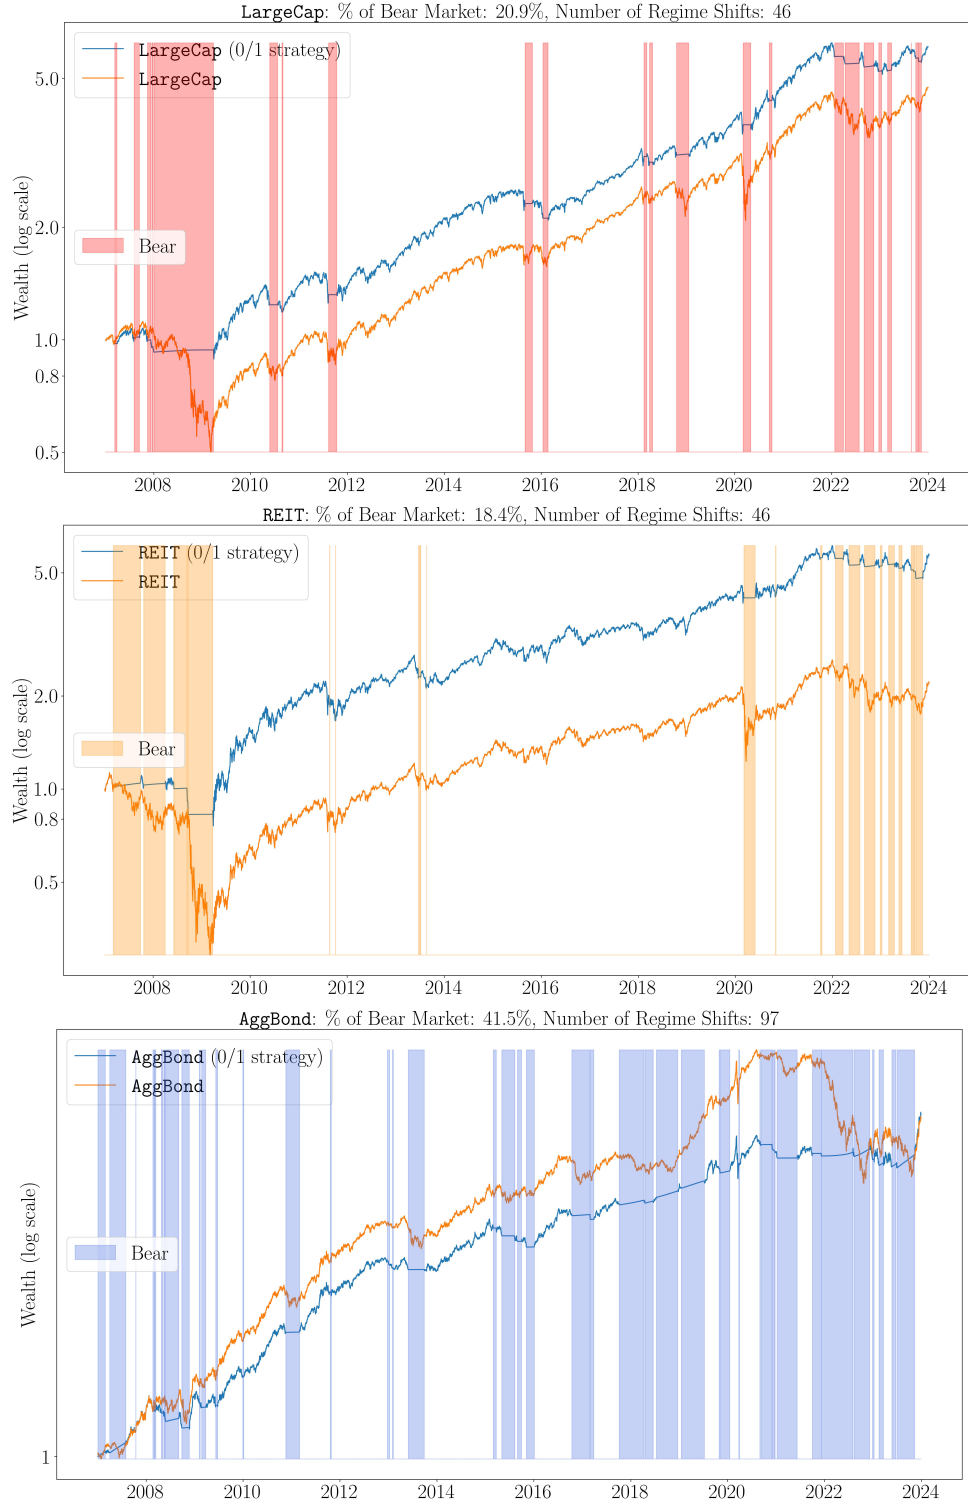 LargeCap: % of Bear Market: 20.9%, Number of Regime Shifts: 46
LargeCap (0/1 strategy)
LargeCap
Bear
Wealth (log scale)
5.0
2.0
1.0
0.8
0.5
2008 2010 2012 2014 2016 2018 2020 2022 2024
REIT: % of Bear Market: 18.4%, Number of Regime Shifts: 46
REIT (0/1 strategy)
REIT
Bear
Wealth (log scale)
5.0
2.0
1.0
0.8
0.5
2008 2010 2012 2014 2016 2018 2020 2022 2024
AggBond: % of Bear Market: 41.5%, Number of Regime Shifts: 97
AggBond (0/1 strategy)
AggBond
Bear
Wealth (log scale)
1
2008 2010 2012 2014 2016 2018 2020 2022 2024